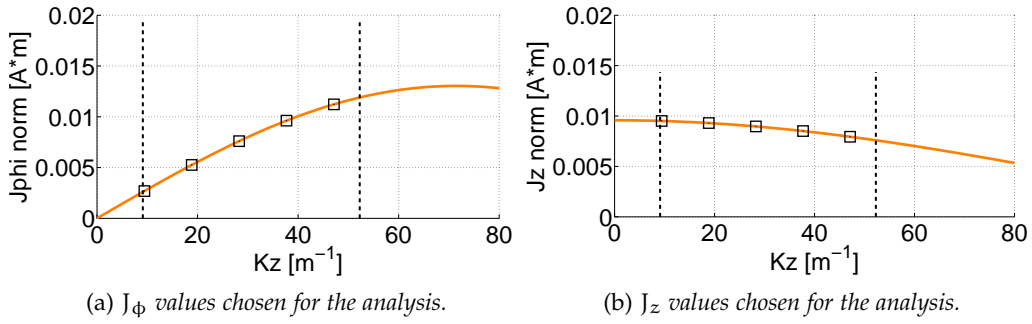 0.02
0.015
0.01
0.005
0
0 20 40 60 80
Jphi norm [A*m]
Kz [m⁻¹]
(a) Jϕ values chosen for the analysis.
0.02
0.015
0.01
0.005
0
0 20 40 60 80
Jz norm [A*m]
Kz [m⁻¹]
(b) Jz values chosen for the analysis.